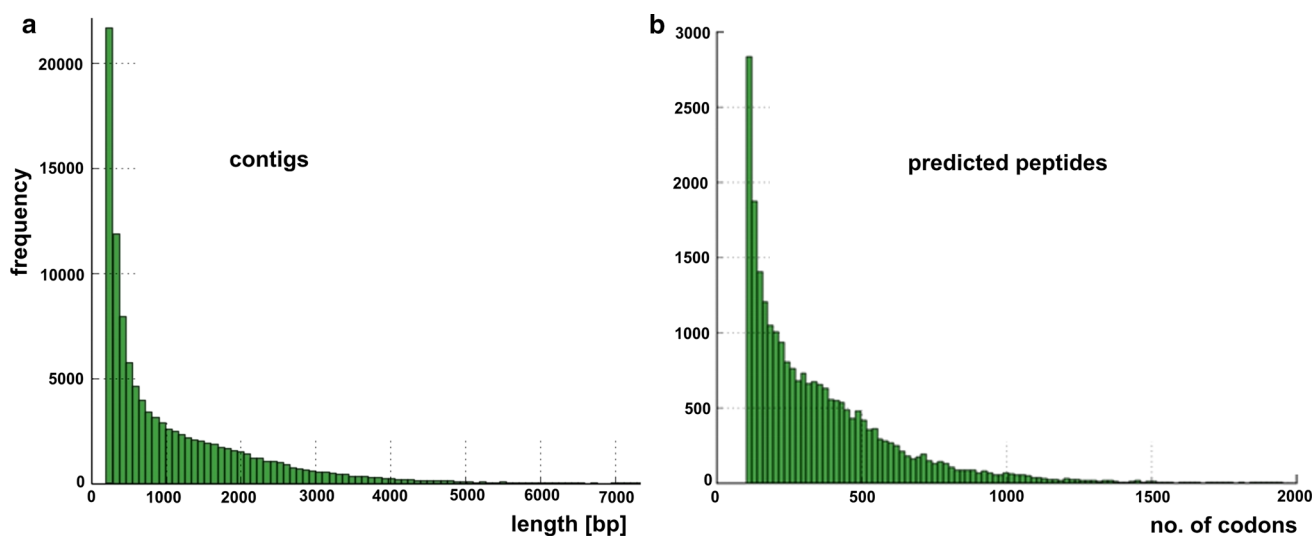 a
frequency
20000
15000
10000
5000
0
contigs
0 1000 2000 3000 4000 5000 6000 7000
length [bp]
b
3000
2500
2000
1500
1000
500
0
predicted peptides
0 500 1000 1500 2000
no. of codons